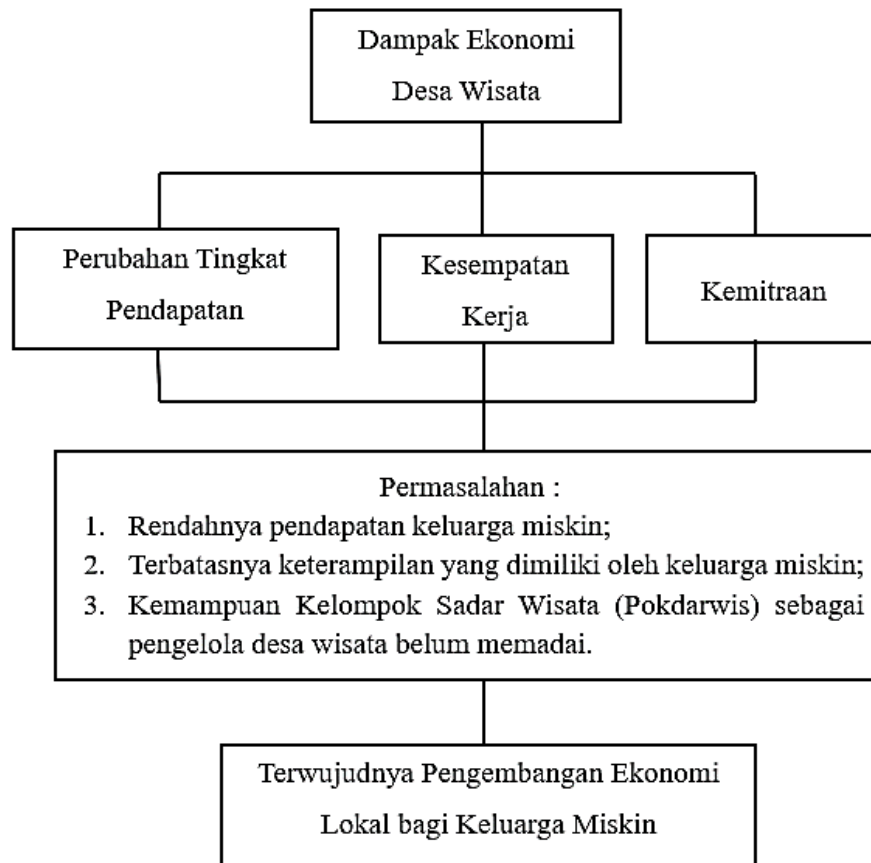 Dampak Ekonomi
Desa Wisata
Perubahan Tingkat
Pendapatan
Kesempatan
Kerja
Kemitraan
Permasalahan :
1. Rendahnya pendapatan keluarga miskin;
2. Terbatasnya keterampilan yang dimiliki oleh keluarga miskin;
3. Kemampuan Kelompok Sadar Wisata (Pokdarwis) sebagai
pengelola desa wisata belum memadai.
Terwujudnya Pengembangan Ekonomi
Lokal bagi Keluarga Miskin